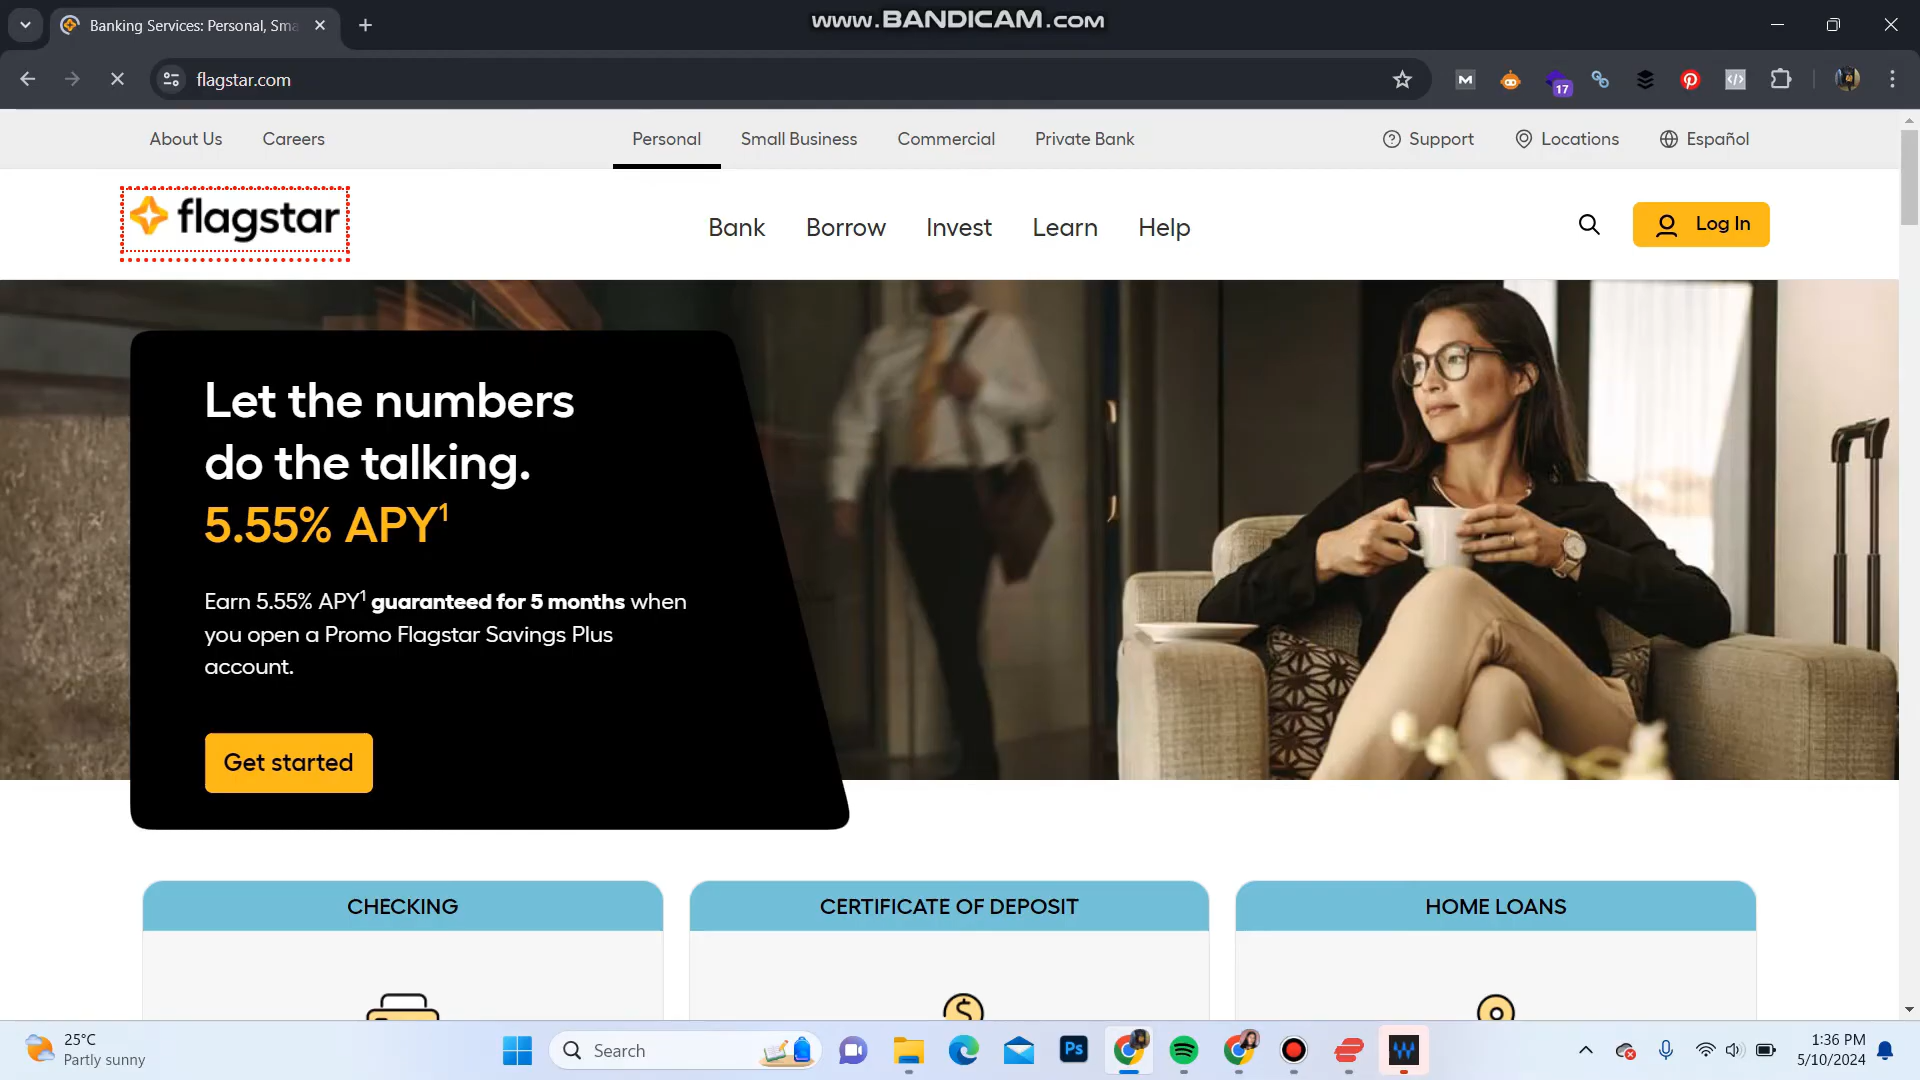 Banking Services: Personal, Sma
www.BANDICAM.com
flagstar.com
17
About Us
Careers
Personal
Small Business
Commercial
Private Bank
Support
Locations
Español
flagstar
Bank
Borrow
Invest
Learn
Help
Log In
Let the numbers
do the talking.
5.55% APY1
Earn 5.55% APY1 guaranteed for 5 months when
you open a Promo Flagstar Savings Plus
account.
Get started
CHECKING
CERTIFICATE OF DEPOSIT
HOME LOANS
25°C
Partly sunny
Search
Ps
1:36 PM
5/10/2024